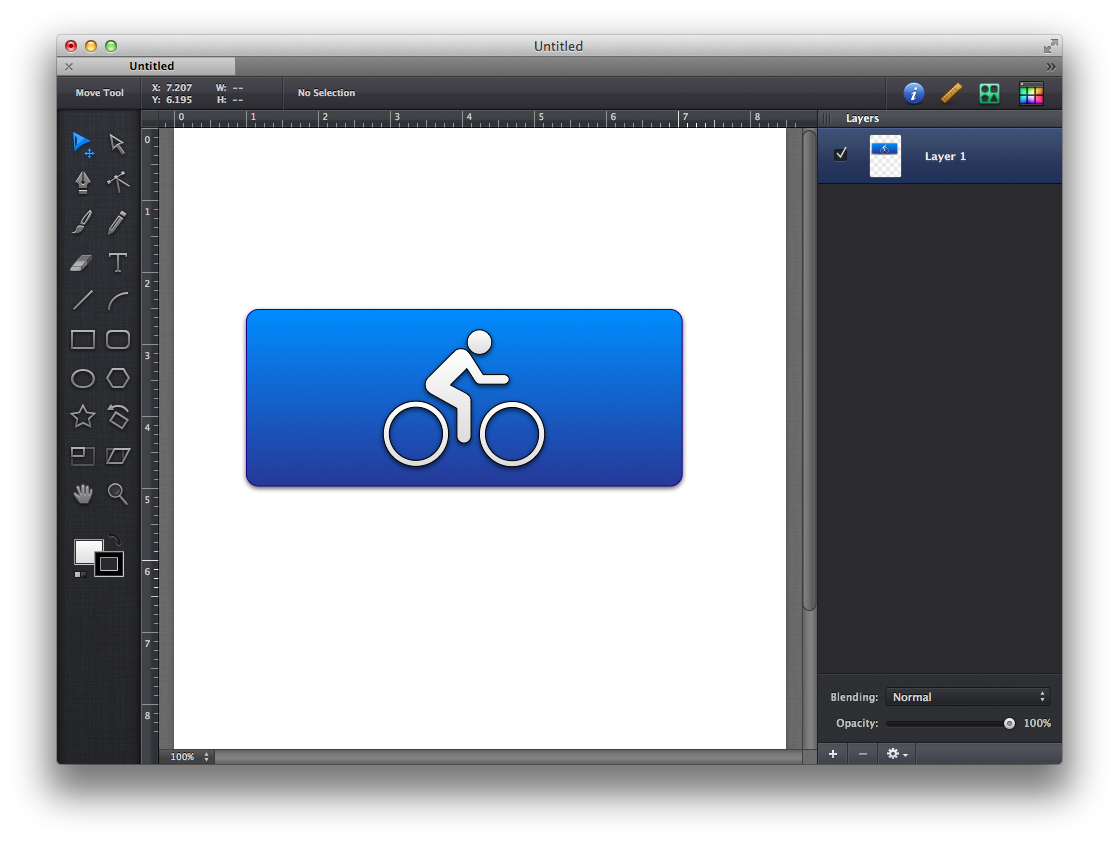 Untitled
Untitled
Move Tool
X: 7.207 W: --
Y: 6.195 H: --
No Selection
0 1 2 3 4 5 6 7 8
Layers
Layer 1
0
1
2
3
4
5
6
7
8
Blending: Normal
Opacity: 100%
100%